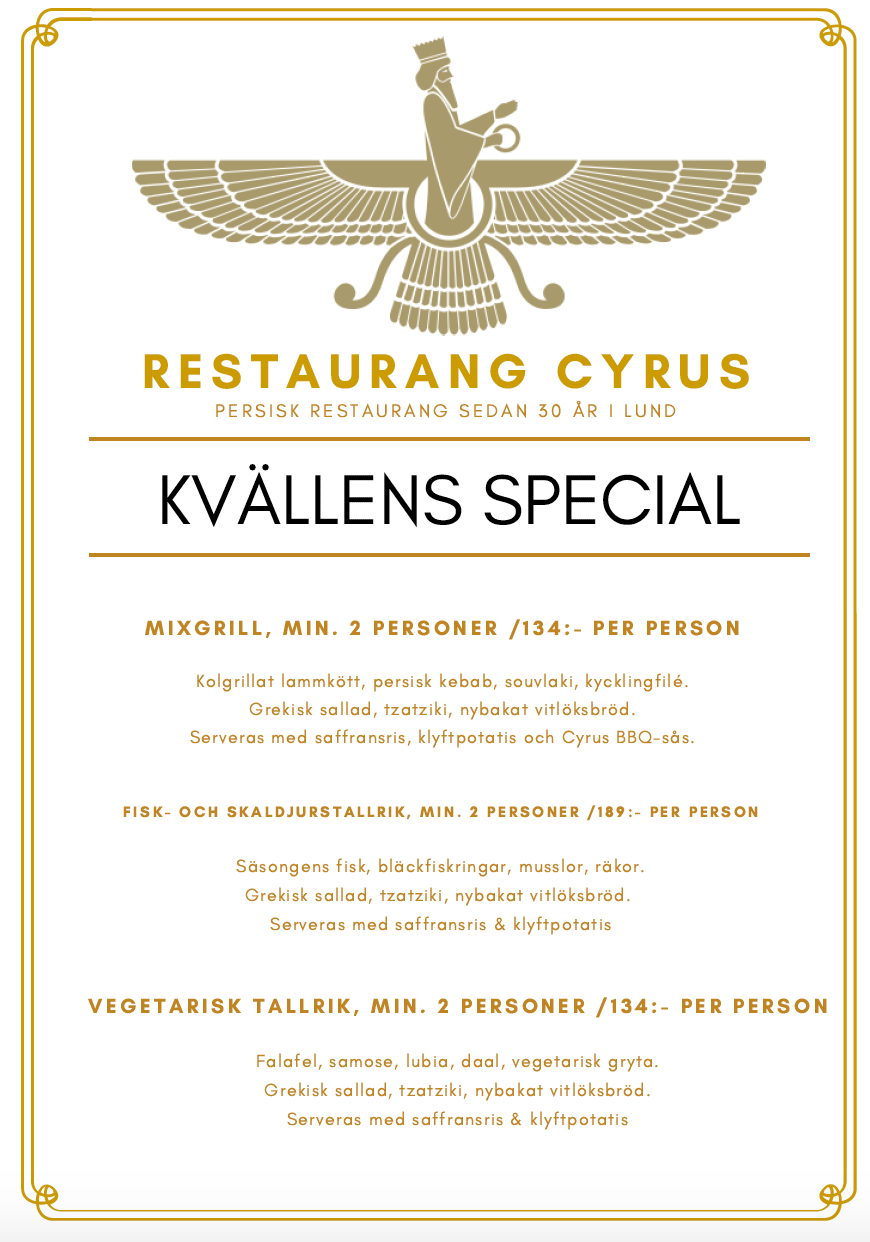 RESTAURANG CYRUS
PERSISK RESTAURANG SEDAN 30 ÅR I LUND
KVÄLLENS SPECIAL
MIXGRILL, MIN. 2 PERSONER /134:- PER PERSON
Kolgrillat lammkött, persisk kebab, souvlaki, kycklingfilé.
Grekisk sallad, tzatziki, nybakat vitlöksbröd.
Serveras med saffransris, klyftpotatis och Cyrus BBQ-sås.
FISK- OCH SKALDJURSTALLRIK, MIN. 2 PERSONER /189:- PER PERSON
Säsongens fisk, bläckfiskringar, musslor, räkor.
Grekisk sallad, tzatziki, nybakat vitlöksbröd.
Serveras med saffransris & klyftpotatis
VEGETARISK TALLRIK, MIN. 2 PERSONER /134:- PER PERSON
Falafel, samose, lubia, daal, vegetarisk gryta.
Grekisk sallad, tzatziki, nybakat vitlöksbröd.
Serveras med saffransris & klyftpotatis